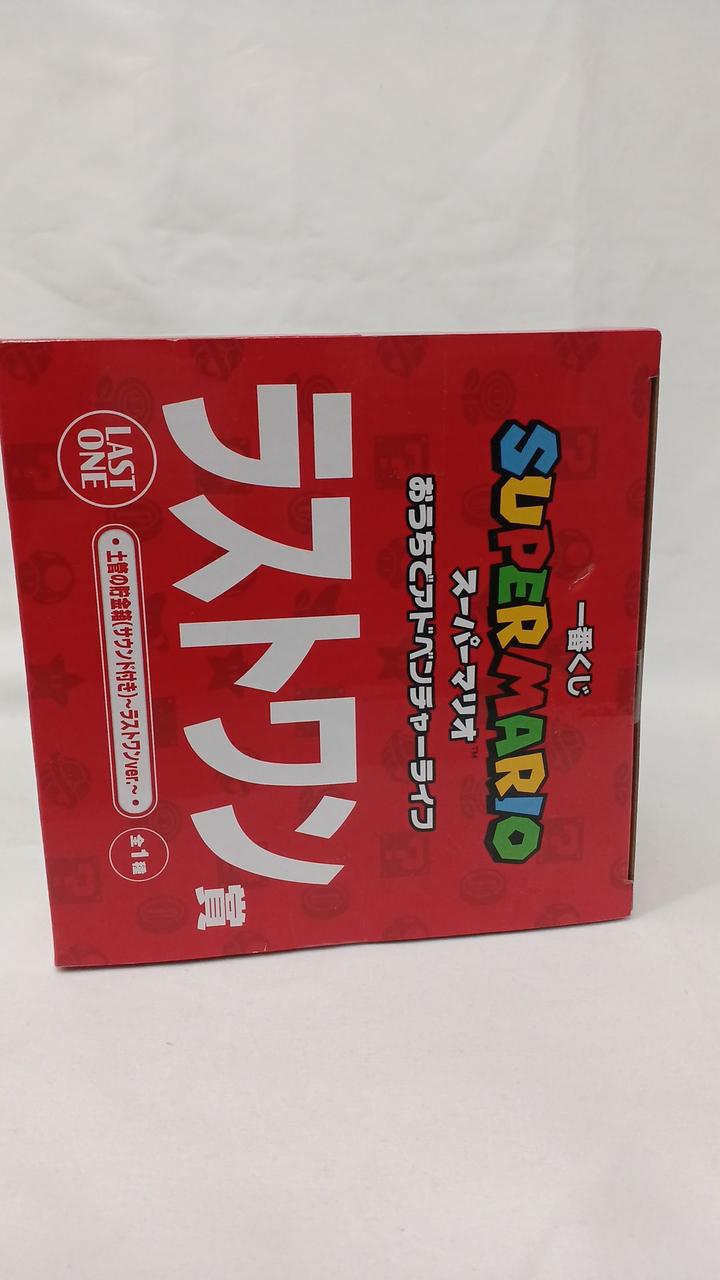 一番くじ
SUPER MARIO
スーパーマリオ™
おうちでアドベンチャーライフ
ラストワン賞
LAST
ONE
・土管の貯金箱(サウンド付き)～ラストワンver.～・
全1種